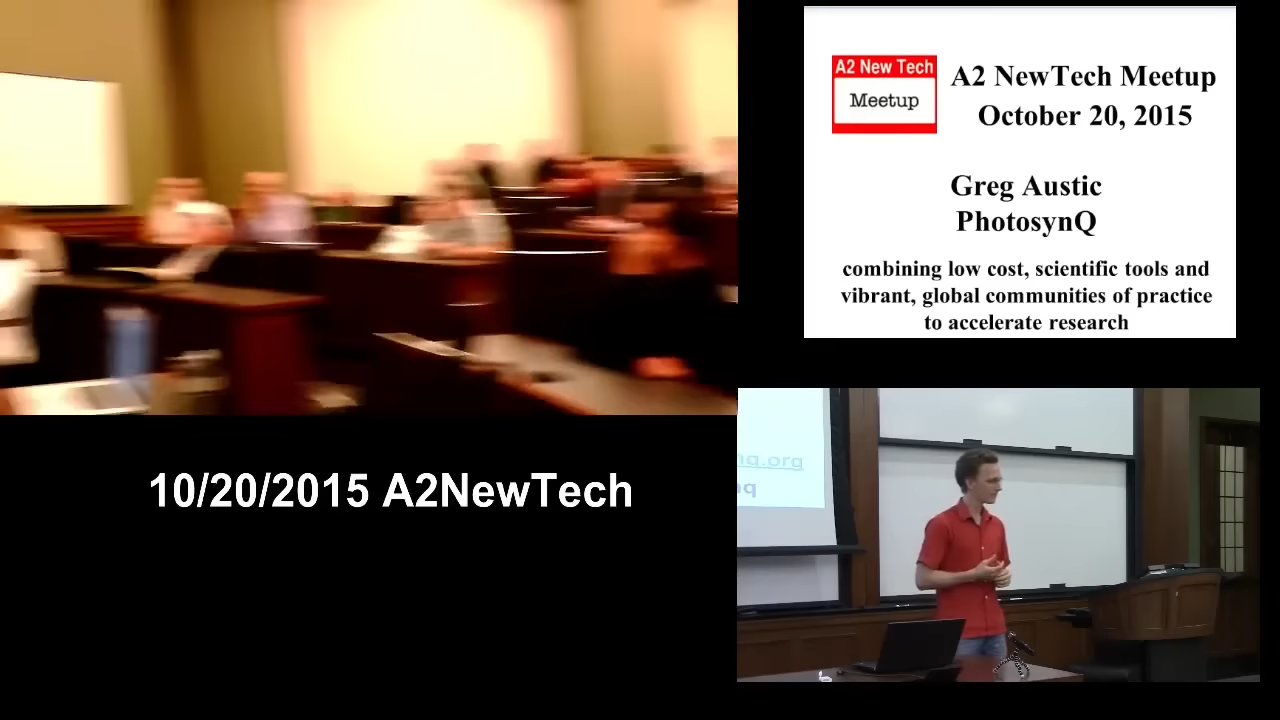 A2 New Tech
Meetup
A2 NewTech Meetup
October 20, 2015
Greg Austic
PhotosynQ
combining low cost, scientific tools and
vibrant, global communities of practice
to accelerate research
10/20/2015 A2NewTech